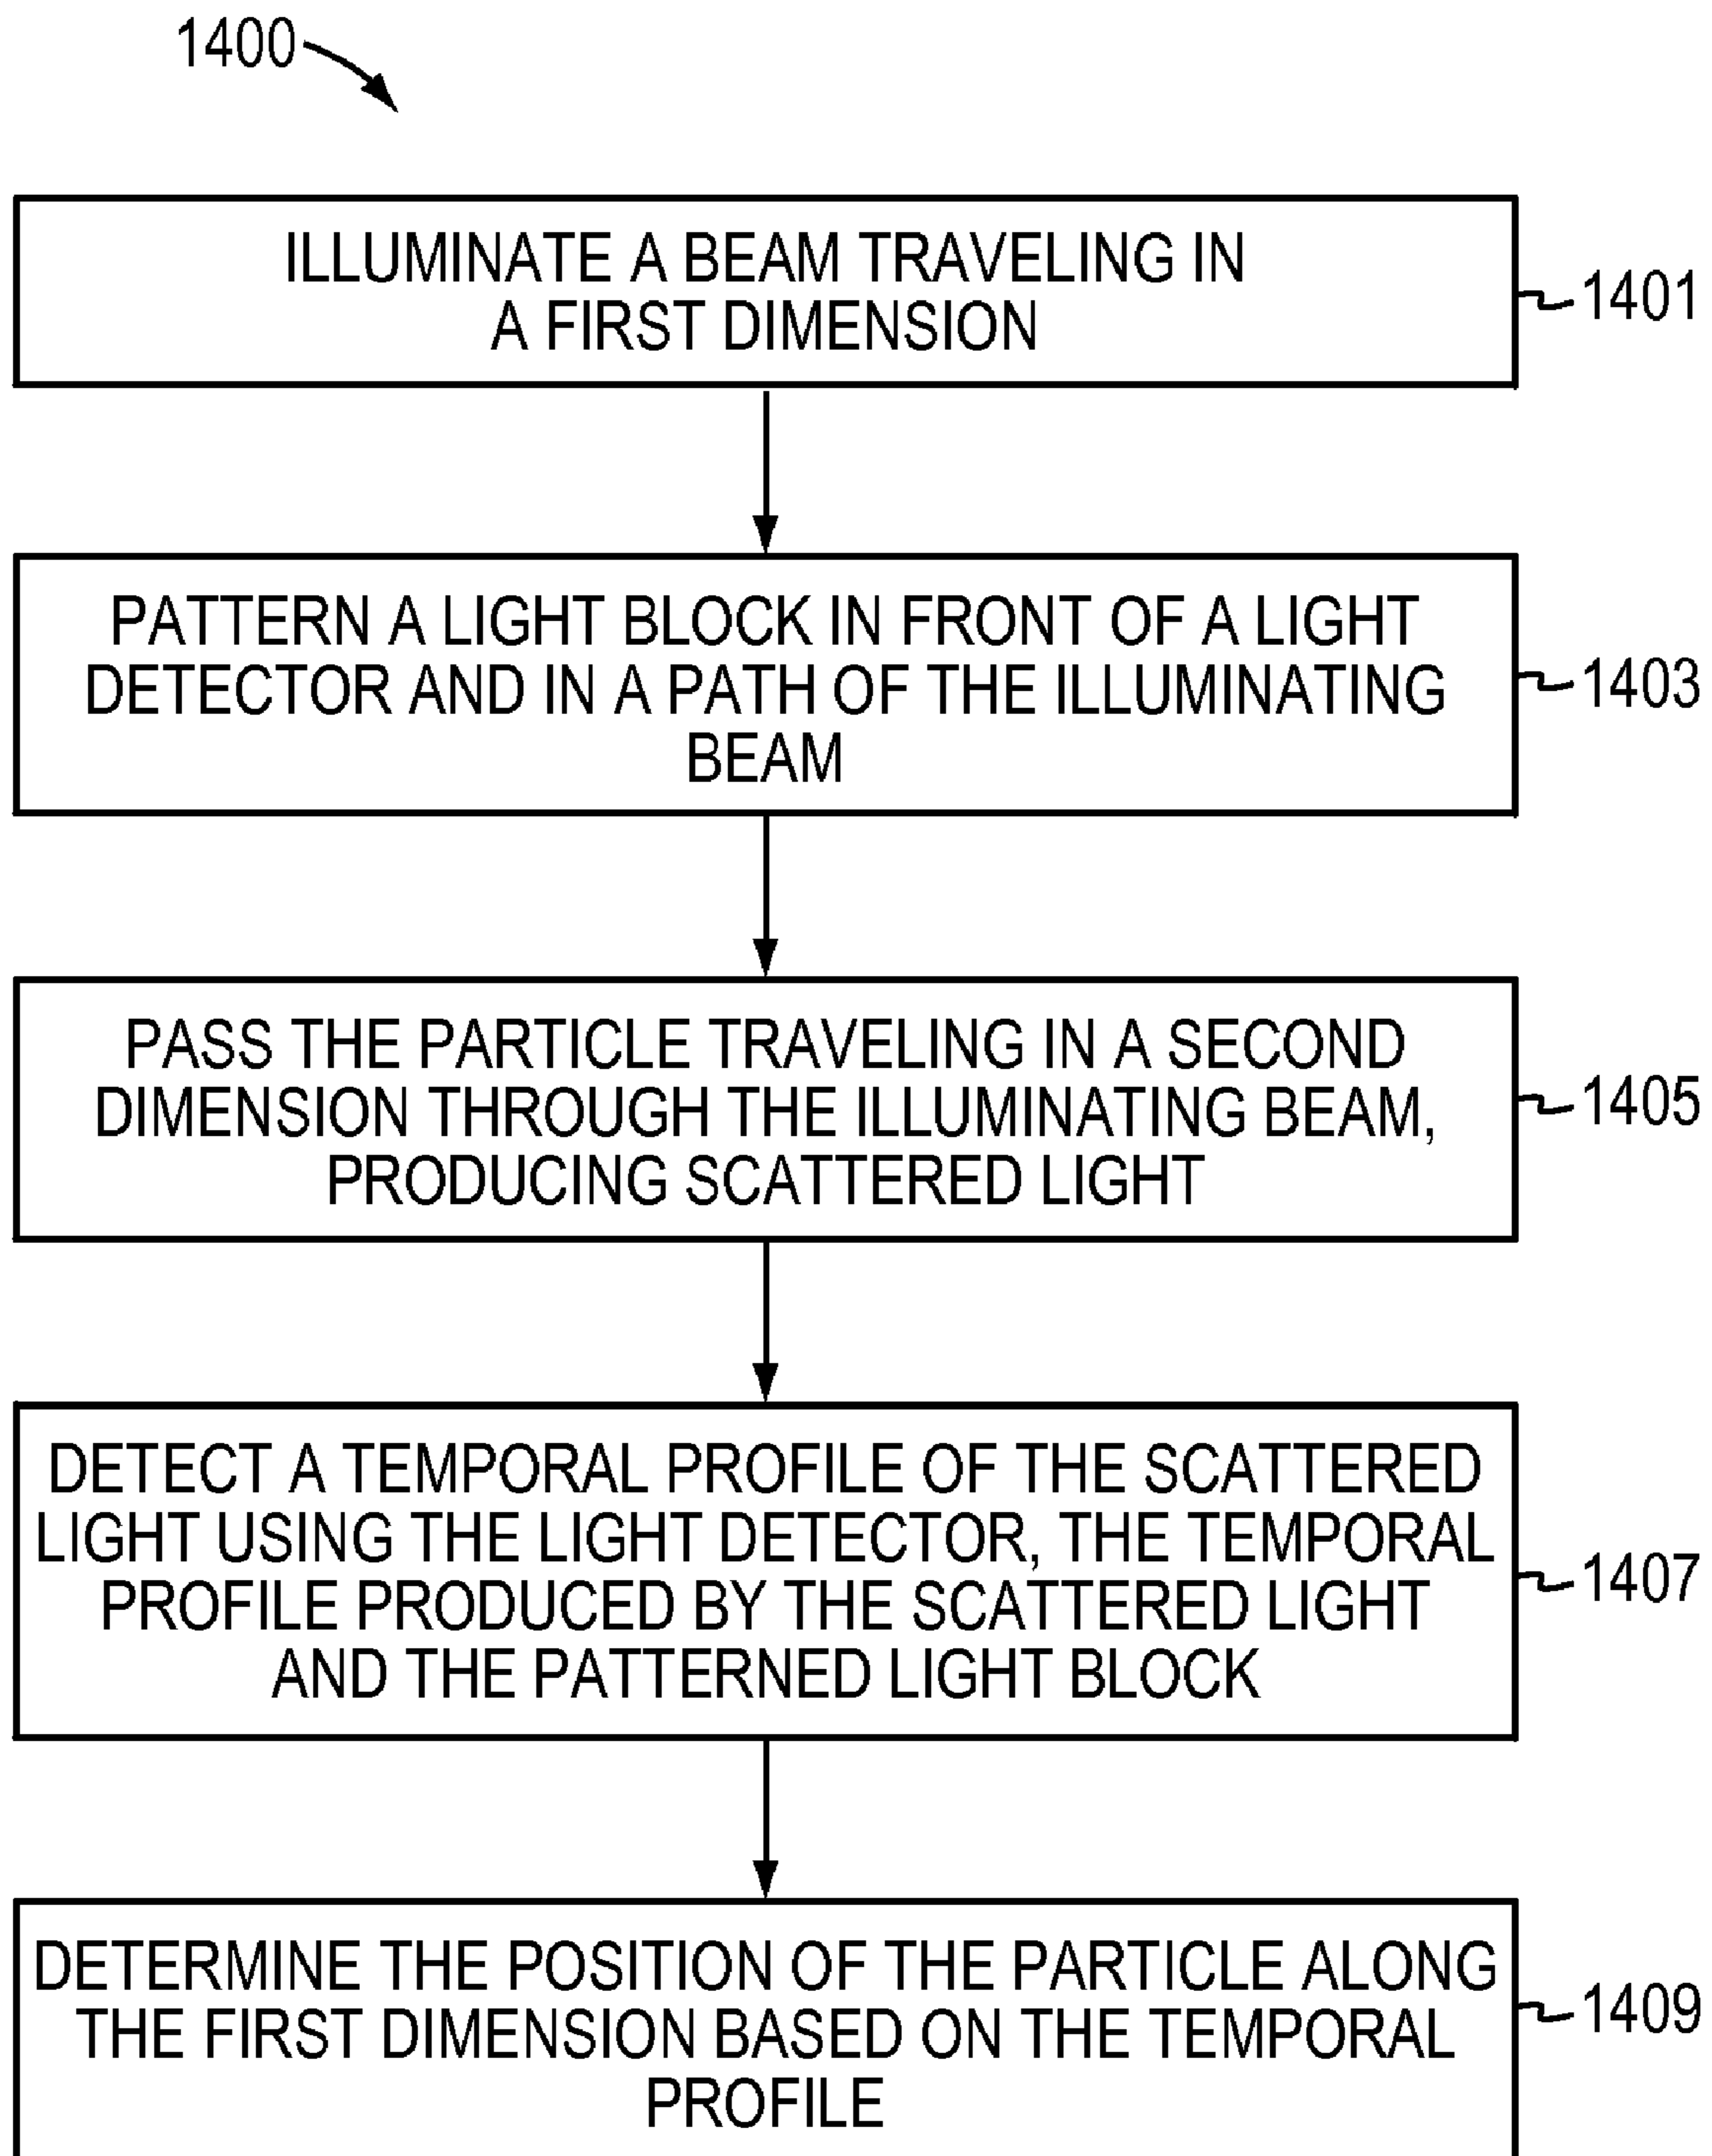 1400
ILLUMINATE A BEAM TRAVELING IN
A FIRST DIMENSION
1401
PATTERN A LIGHT BLOCK IN FRONT OF A LIGHT
DETECTOR AND IN A PATH OF THE ILLUMINATING
BEAM
1403
PASS THE PARTICLE TRAVELING IN A SECOND
DIMENSION THROUGH THE ILLUMINATING BEAM,
PRODUCING SCATTERED LIGHT
1405
DETECT A TEMPORAL PROFILE OF THE SCATTERED
LIGHT USING THE LIGHT DETECTOR, THE TEMPORAL
PROFILE PRODUCED BY THE SCATTERED LIGHT
AND THE PATTERNED LIGHT BLOCK
1407
DETERMINE THE POSITION OF THE PARTICLE ALONG
THE FIRST DIMENSION BASED ON THE TEMPORAL
PROFILE
1409